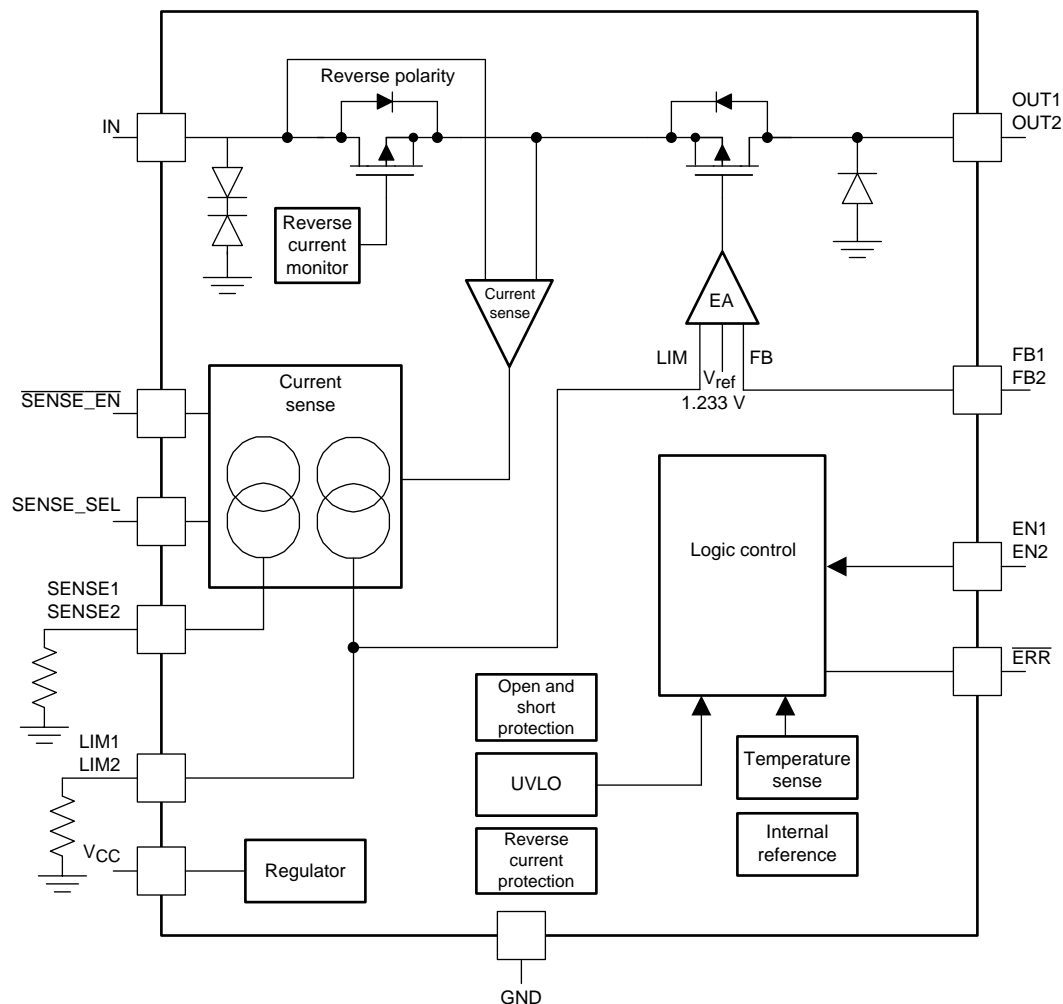 Reverse polarity
IN
OUT1
OUT2
Reverse
current
monitor
Current
sense
EA
LIM
FB
Vref
1.233 V
FB1
FB2
SENSE_EN
Current
sense
SENSE_SEL
Logic control
EN1
EN2
SENSE1
SENSE2
ERR
Open and
short
protection
LIM1
LIM2
UVLO
Temperature
sense
VCC
Regulator
Reverse
current
protection
Internal
reference
GND